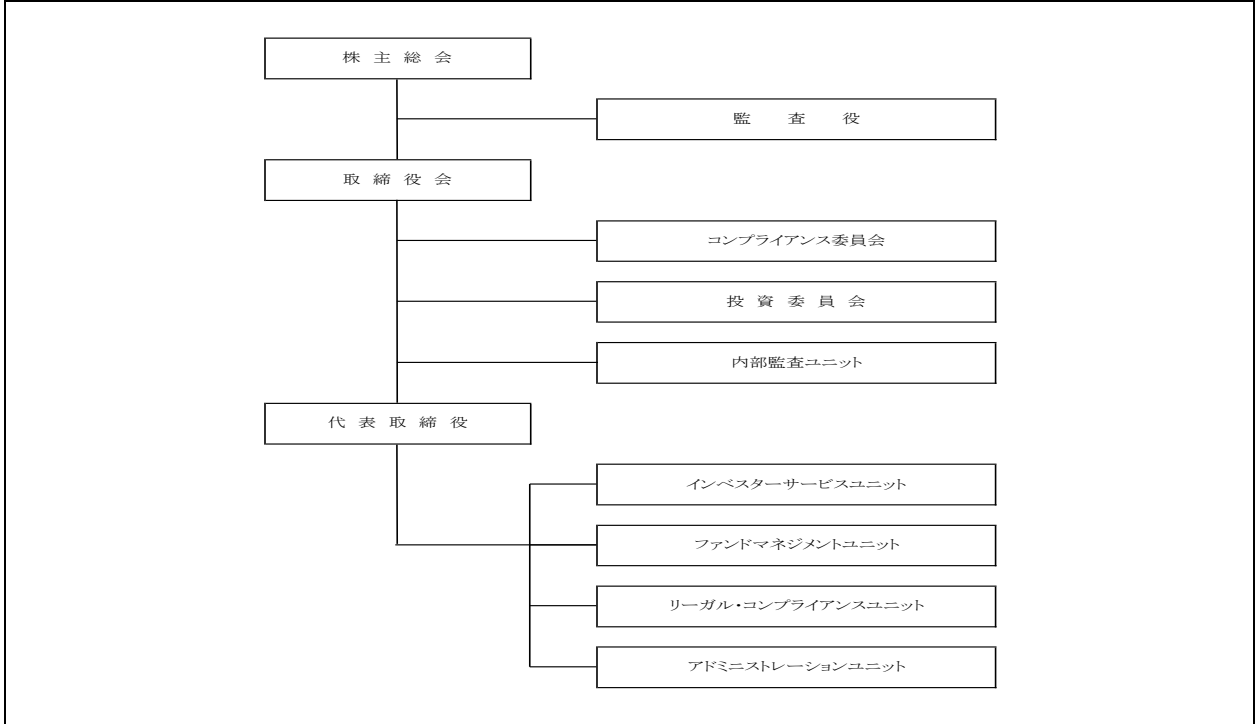 株主総会
監査役
取締役会
コンプライアンス委員会
投資委員会
内部監査ユニット
代表取締役
インベスターサービスユニット
ファンドマネジメントユニット
リーガル・コンプライアンスユニット
アドミニストレーションユニット